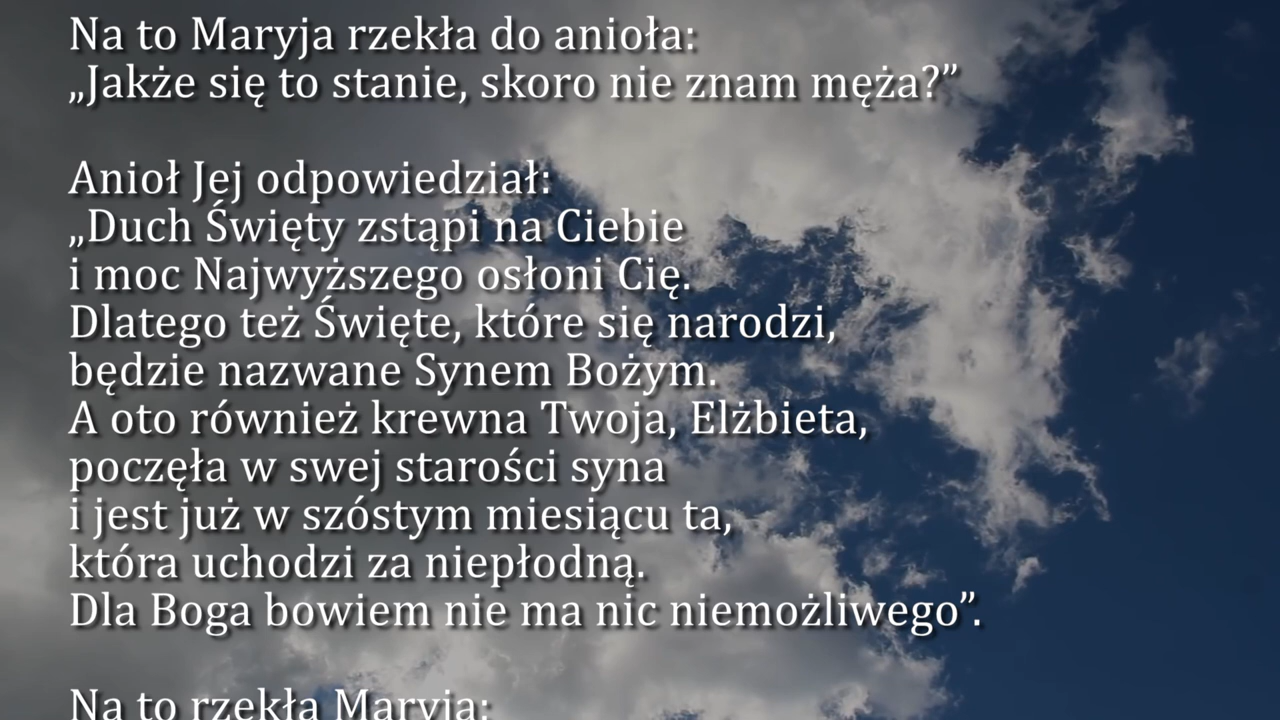 Na to Maryja rzekła do anioła:
„Jakże się to stanie, skoro nie znam męża?”
Anioł Jej odpowiedział:
„Duch Święty zstąpi na Ciebie
i moc Najwyższego osłoni Cię.
Dlatego też Święte, które się narodzi,
będzie nazwane Synem Bożym.
A oto również krewna Twoja, Elżbieta,
poczęła w swej starości syna
i jest już w szóstym miesiącu ta,
która uchodzi za niepłodną.
Dla Boga bowiem nie ma nic niemożliwego”.
Na to rzekła Maryja: